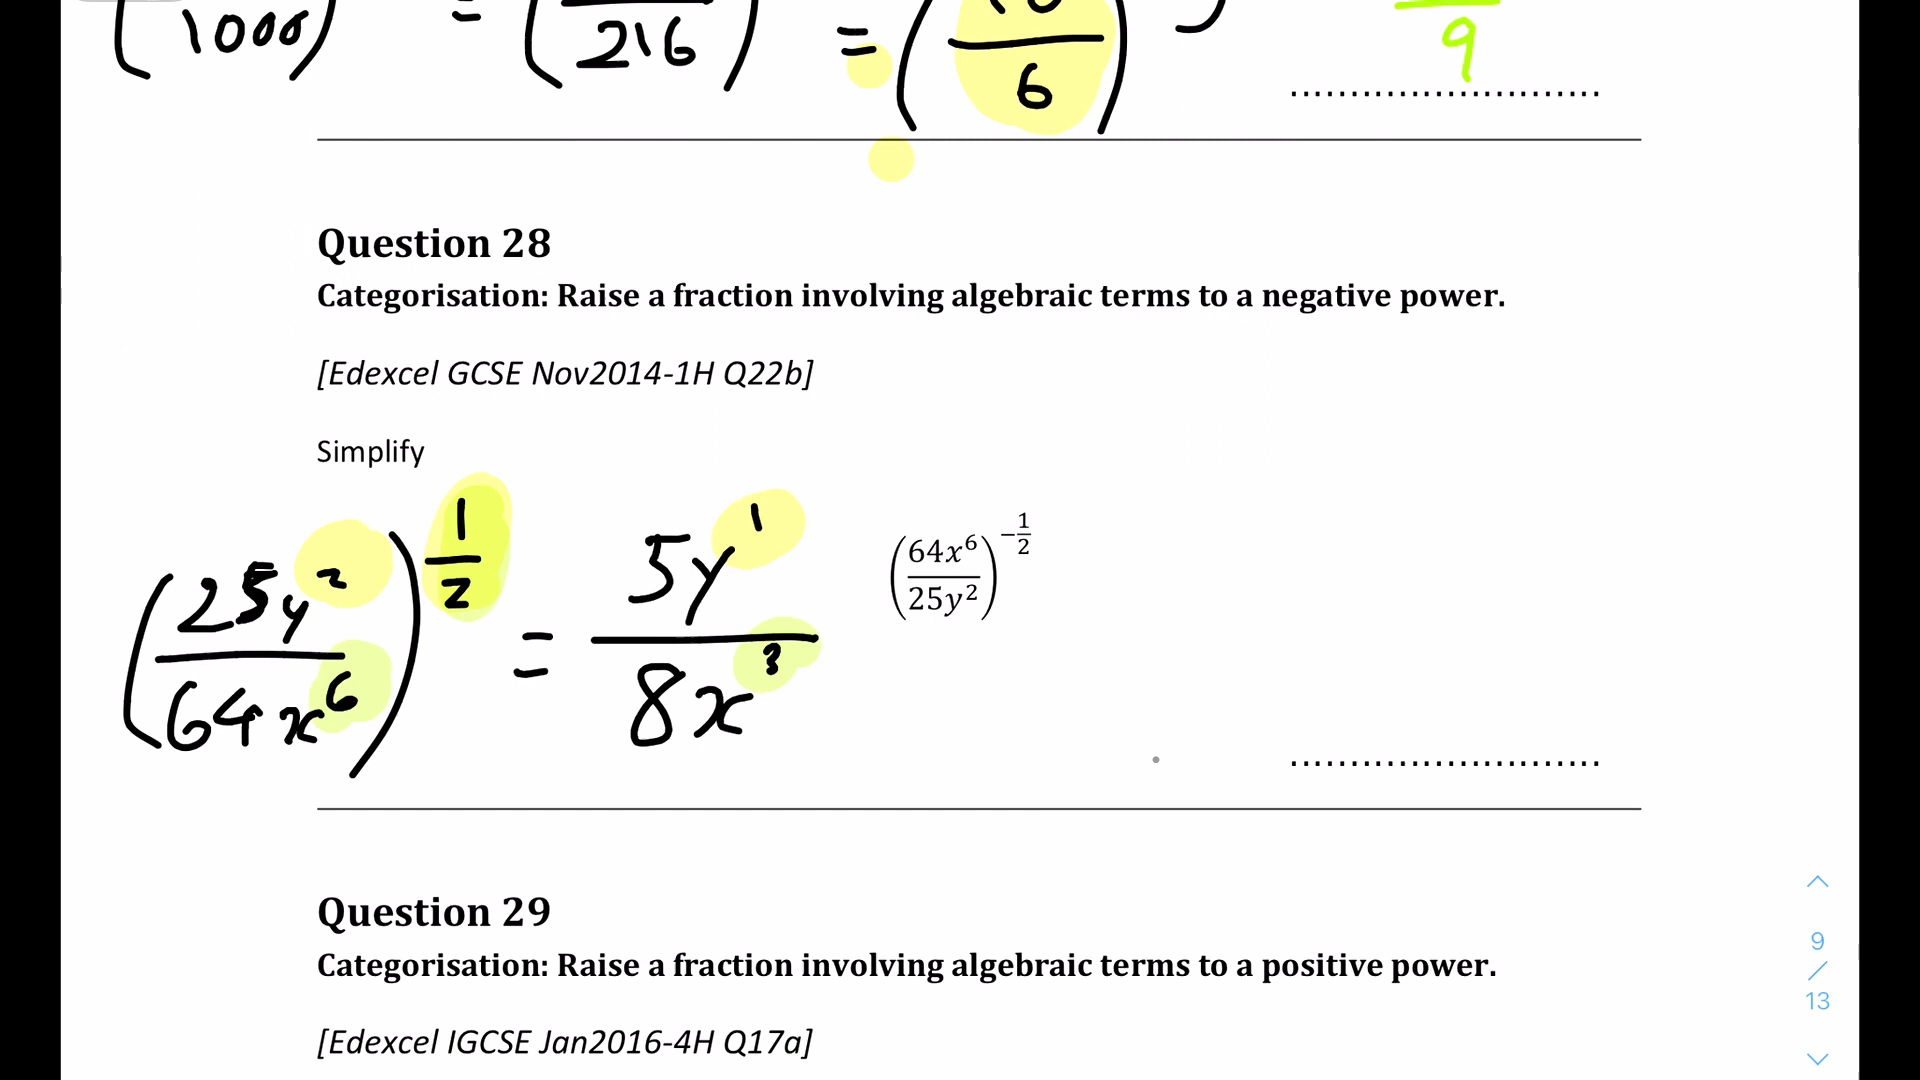 (1000) = (216) = (6)
9
..........................
Question 28
Categorisation: Raise a fraction involving algebraic terms to a negative power.
[Edexcel GCSE Nov2014-1H Q22b]
Simplify
(25y²/64x⁶)^(1/2) = 5y¹/8x³
(64x⁶/25y²)^(−1/2)
..........................
Question 29
Categorisation: Raise a fraction involving algebraic terms to a positive power.
[Edexcel IGCSE Jan2016-4H Q17a]
9
/
13